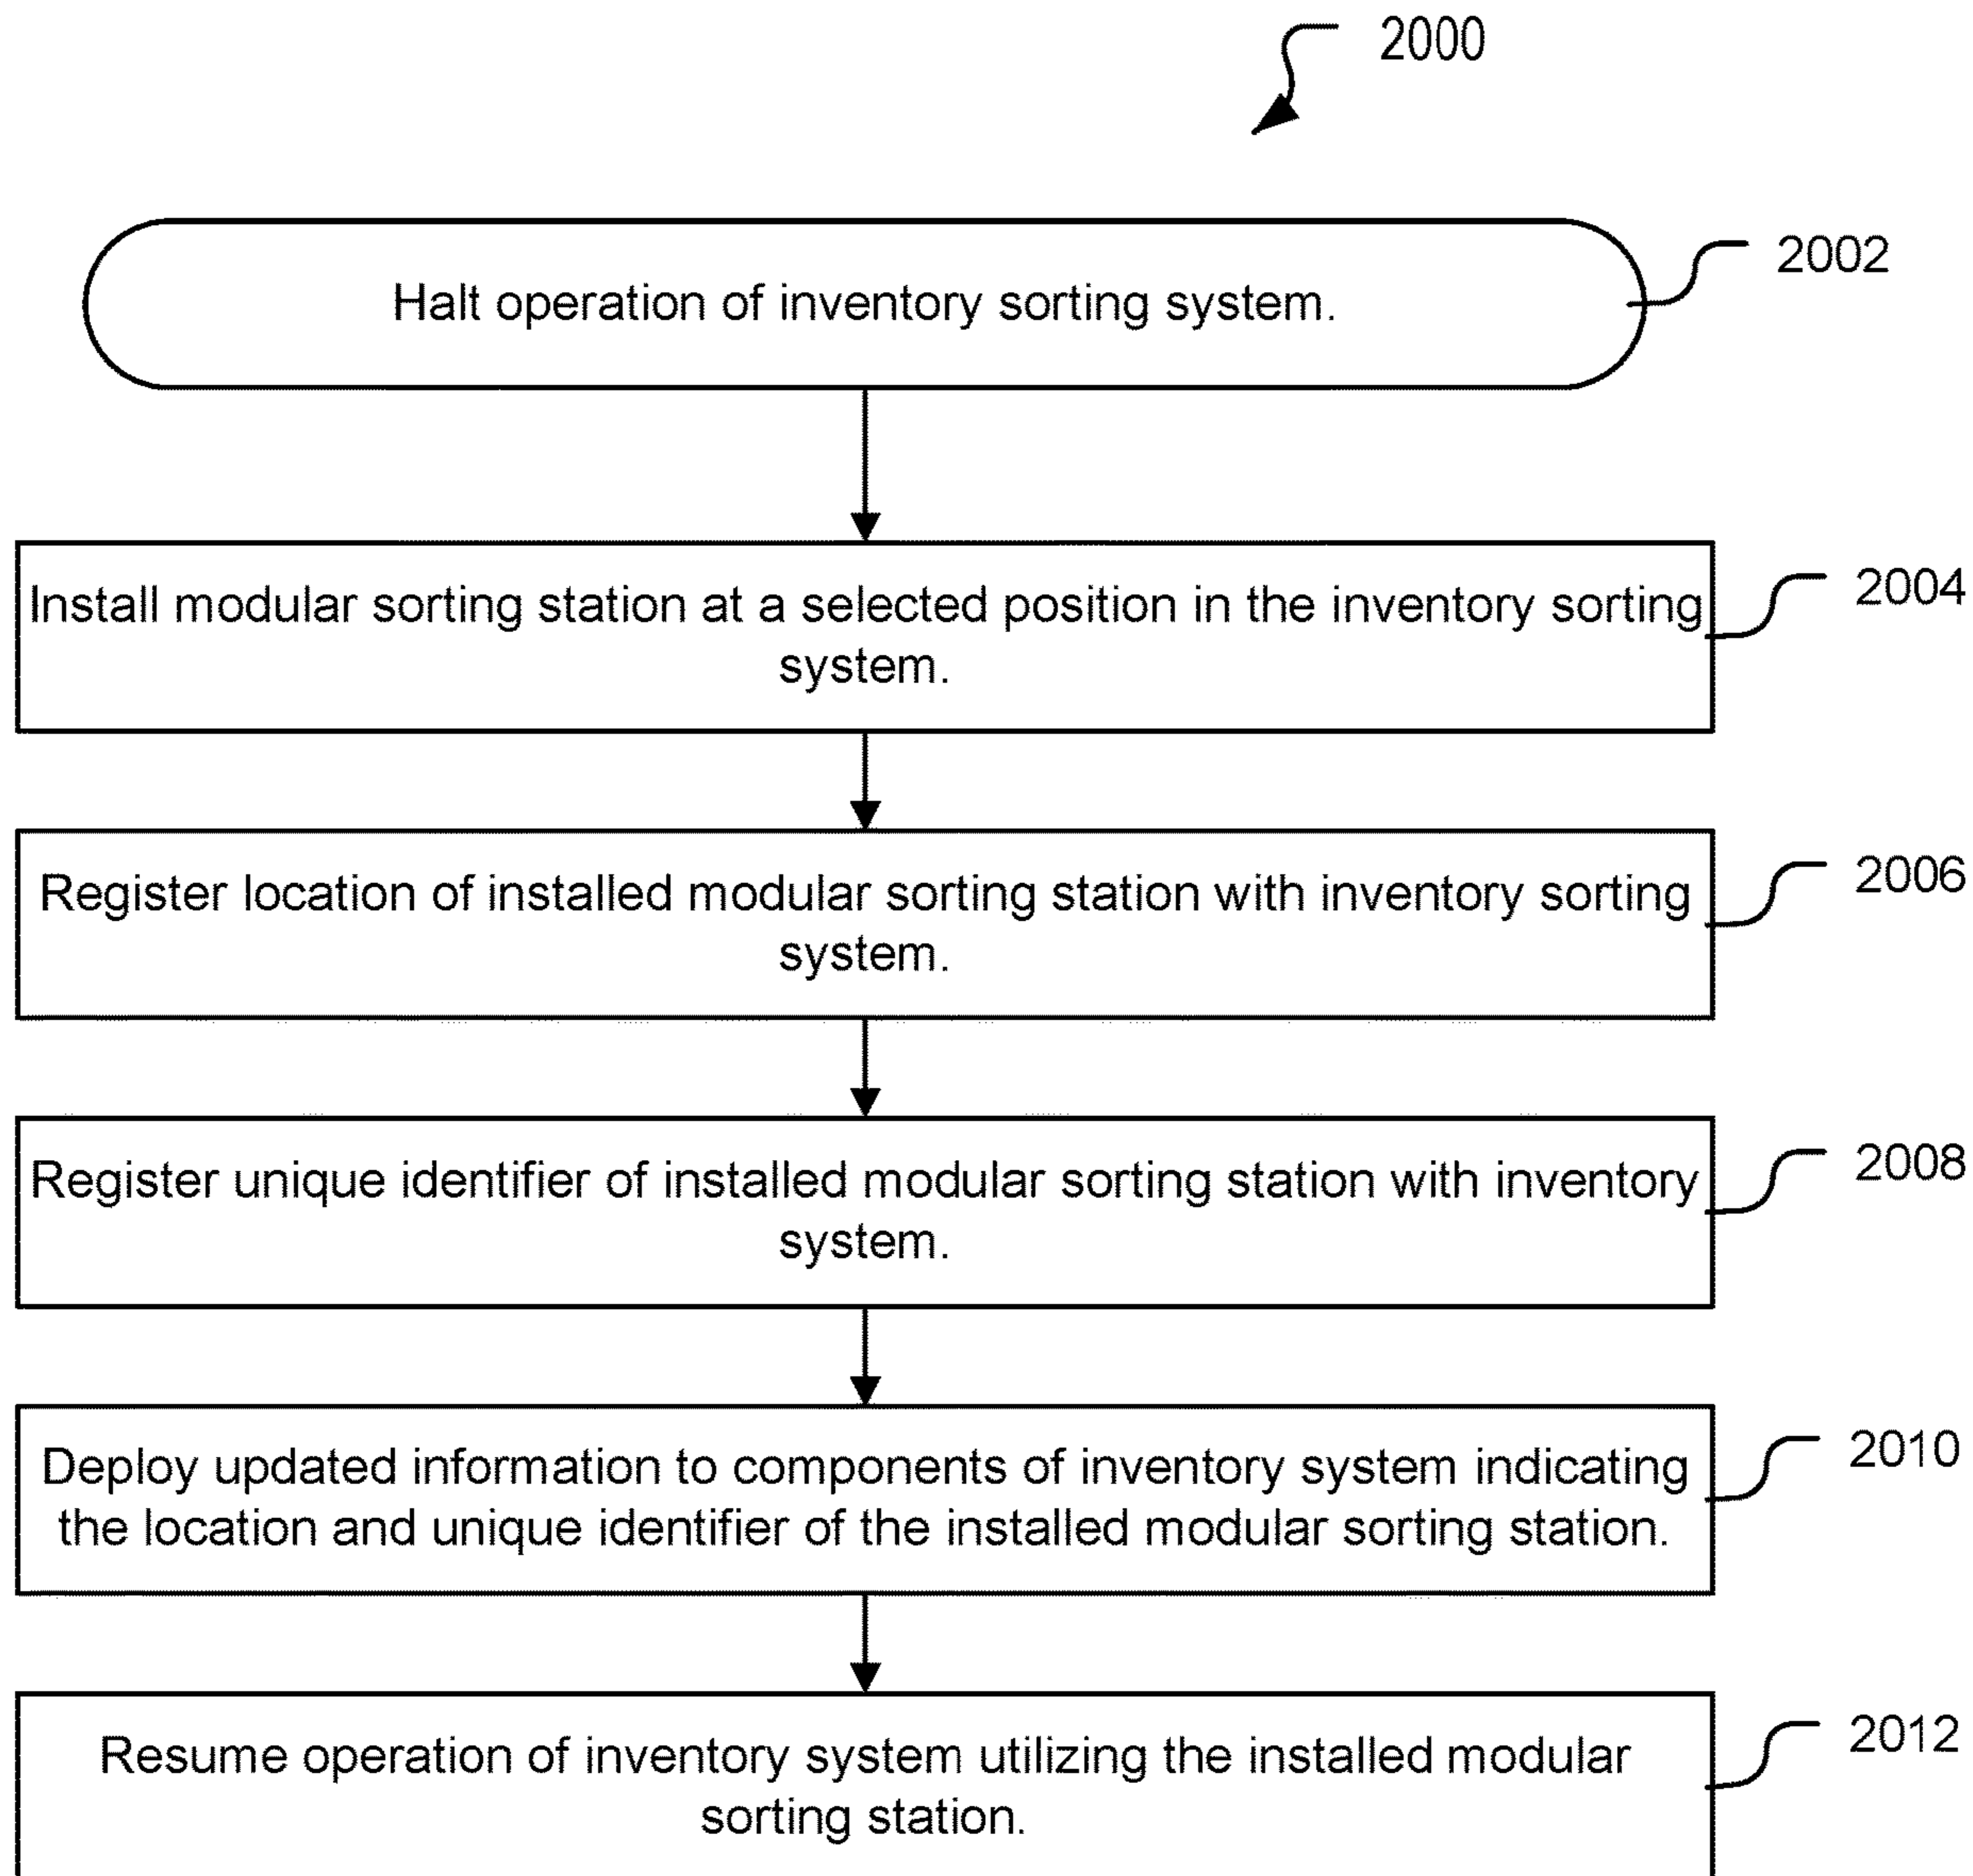 2000
Halt operation of inventory sorting system.
2002
Install modular sorting station at a selected position in the inventory sorting
system.
2004
Register location of installed modular sorting station with inventory sorting
system.
2006
Register unique identifier of installed modular sorting station with inventory
system.
2008
Deploy updated information to components of inventory system indicating
the location and unique identifier of the installed modular sorting station.
2010
Resume operation of inventory system utilizing the installed modular
sorting station.
2012